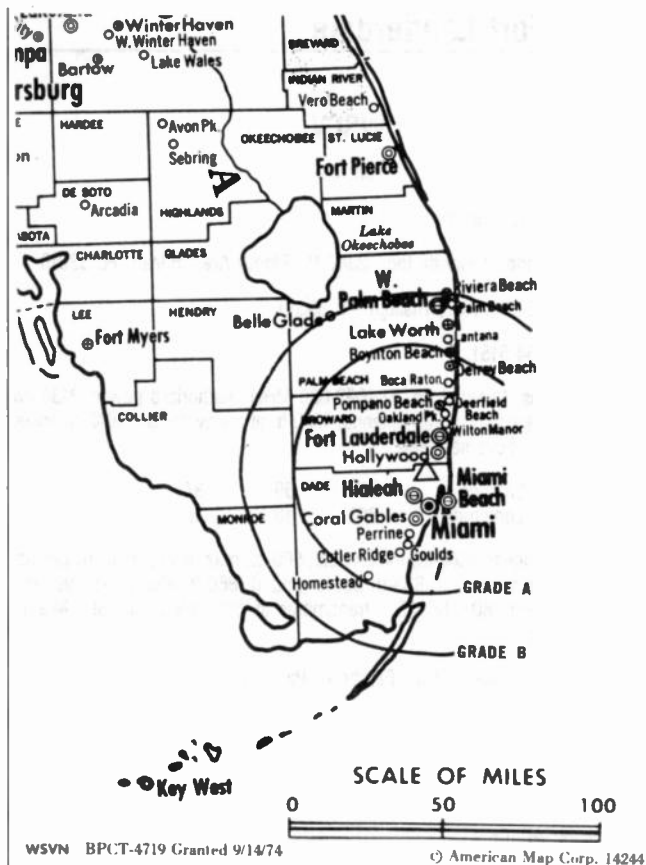 Winter Haven
W. Winter Haven
mpa
Bartow
Lake Wales
rsburg
BREVARD
INDIAN RIVER
Vero Beach
HARDEE
Avon Pk.
OKEECHOBEE
ST. LUCIE
Sebring
Fort Pierce
on
DE SOTO
A
Arcadia
HIGHLANDS
MARTIN
ASOTA
Lake
Okeechobee
CHARLOTTE
GLADES
W.
Palm Beach
Riviera Beach
Palm Beach
LEE
HENDRY
Belle Glade
Fort Myers
Lake Worth
Lantana
Boynton Beach
Delray Beach
PALM BEACH
Boca Raton
COLLIER
Pompano Beach
Deerfield
Beach
BROWARD
Oakland Pk.
Wilton Manor
Fort Lauderdale
Hollywood
DADE
Hialeah
Miami
Beach
MONROE
Coral Gables
Miami
Perrine
Cutler Ridge
Goulds
Homestead
GRADE A
GRADE B
Key West
SCALE OF MILES
0 50 100
WSVN BPCT-4719 Granted 9/14/74
c) American Map Corp. 14244